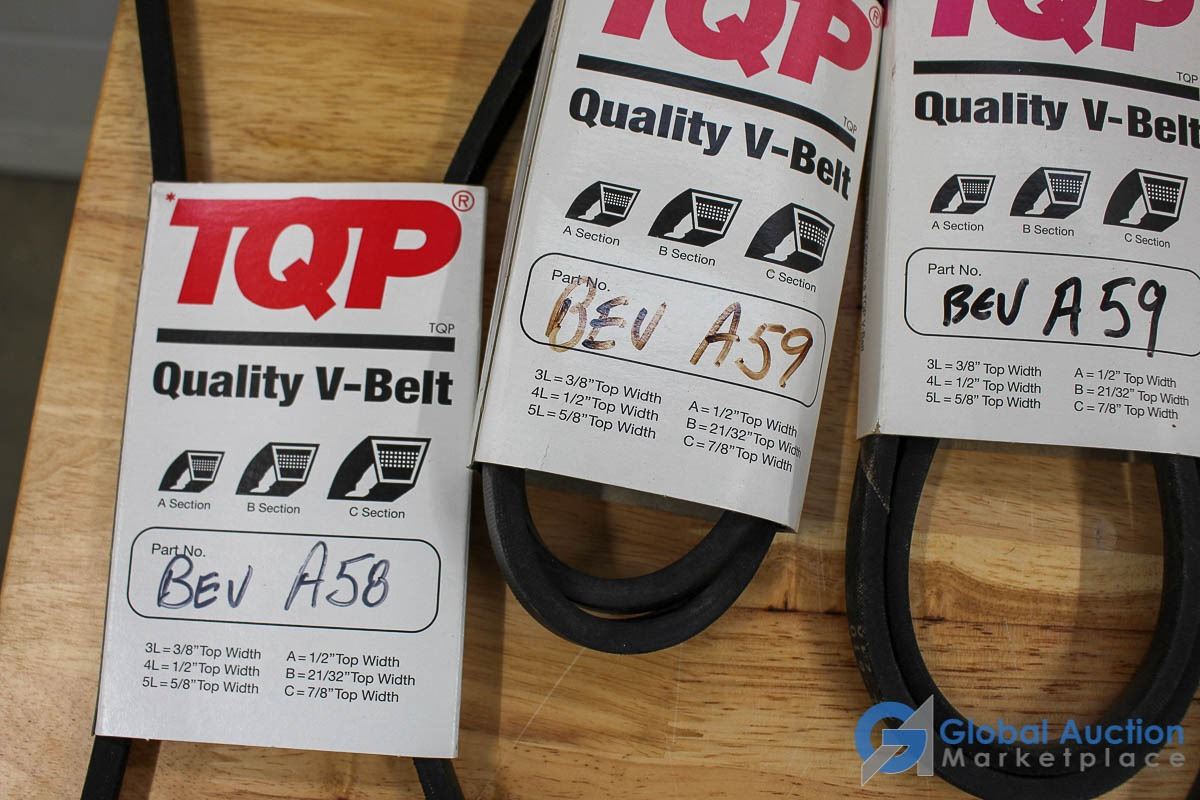 *TQP®
TQP
Quality V-Belt
A Section
B Section
C Section
Part No.
BEV A58
3L = 3/8" Top Width
4L = 1/2" Top Width
5L = 5/8" Top Width
A = 1/2" Top Width
B = 21/32" Top Width
C = 7/8" Top Width
TQP®
TQP
Quality V-Belt
A Section
B Section
C Section
Part No.
BEV A59
3L = 3/8" Top Width
4L = 1/2" Top Width
5L = 5/8" Top Width
A = 1/2" Top Width
B = 21/32" Top Width
C = 7/8" Top Width
TQP
TQP
Quality V-Belt
A Section
B Section
C Section
Part No.
BEV A59
3L = 3/8" Top Width
4L = 1/2" Top Width
5L = 5/8" Top Width
A = 1/2" Top Width
B = 21/32" Top Width
C = 7/8" Top Width
Global Auction
Marketplace